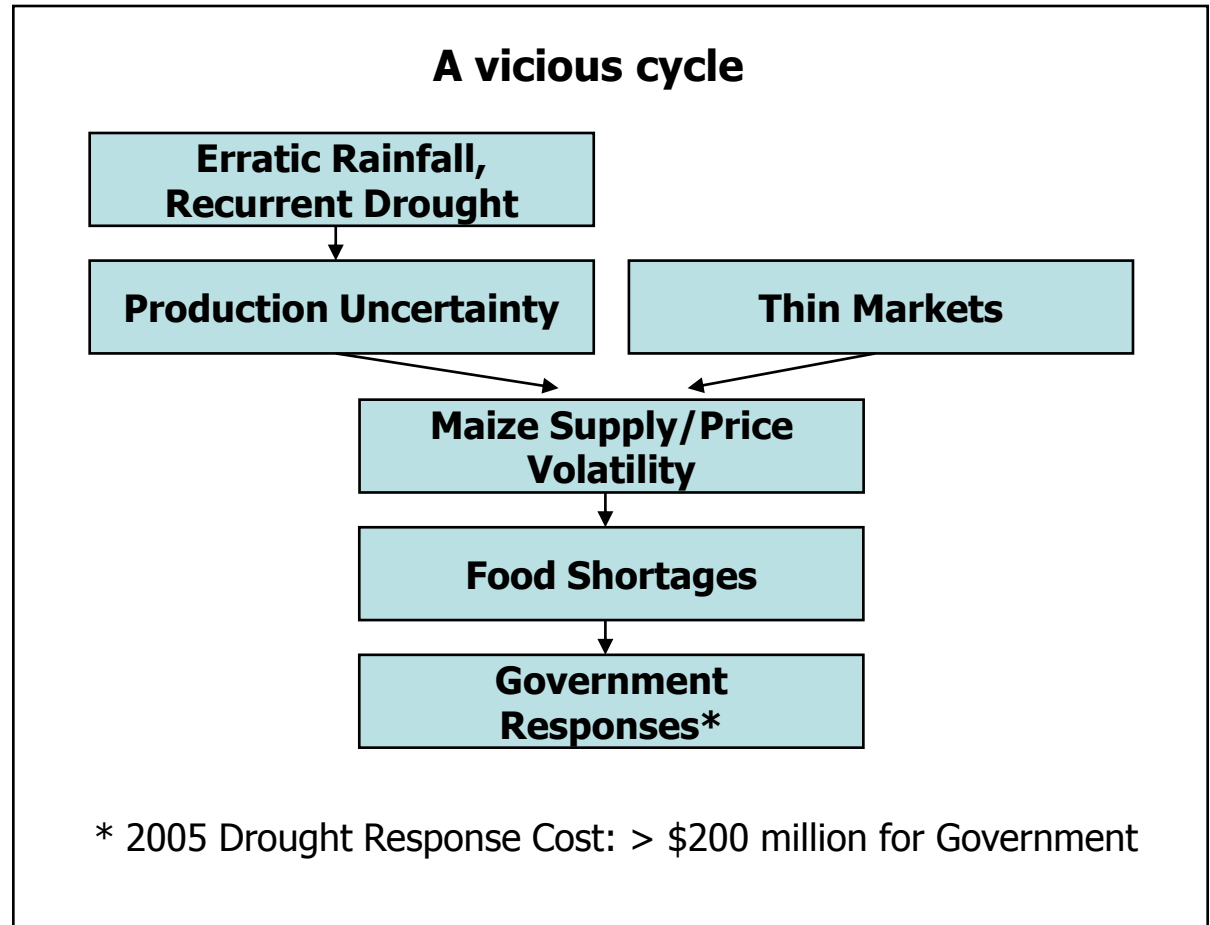 A vicious cycle
Erratic Rainfall,
Recurrent Drought
Production Uncertainty
Thin Markets
Maize Supply/Price
Volatility
Food Shortages
Government
Responses*
* 2005 Drought Response Cost: > $200 million for Government